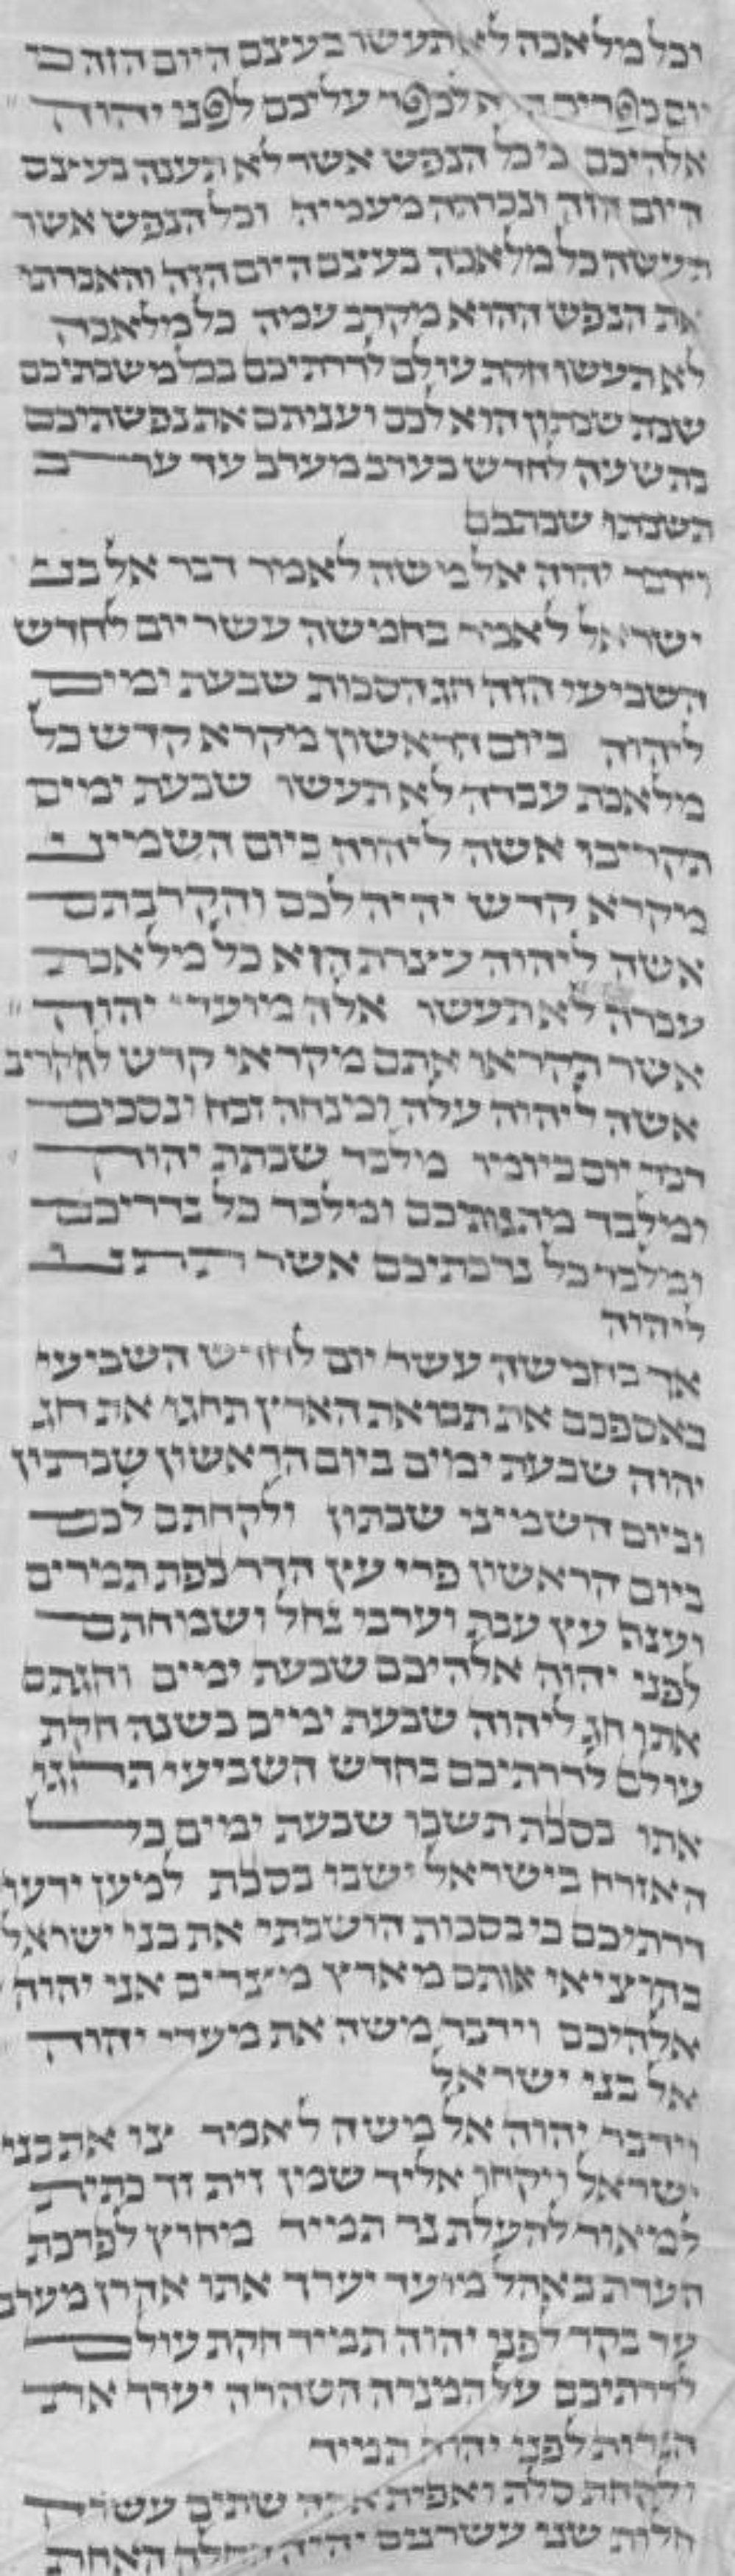 וכל מלאכה לא תעשו בעצם היום הזה כי
יום כפרים הוא לכפר עליכם לפני יהוה
אלהיכם כי כל הנפש אשר לא תענה בעצם
היום הזה ונכרתה מעמיה וכל הנפש אשר
תעשה כל מלאכה בעצם היום הזה והאבדתי
את הנפש ההוא מקרב עמה כל מלאכה
לא תעשו חקת עולם לדרתיכם בכל משבתיכם
שבת שבתון הוא לכם ועניתם את נפשתיכם
בתשעה לחדש בערב מערב עד ערב
תשבתו שבתכם
וידבר יהוה אל משה לאמר דבר אל בני
ישראל לאמר בחמישה עשר יום לחדש
השביעי הזה חג הסכות שבעת ימים
ליהוה ביום הראשון מקרא קדש כל
מלאכת עבדה לא תעשו שבעת ימים
תקריבו אשה ליהוה ביום השמיני
מקרא קדש יהיה לכם והקרבתם
אשה ליהוה עצרת הוא כל מלאכת
עבדה לא תעשו אלה מועדי יהוה
אשר תקראו אתם מקראי קדש להקריב
אשה ליהוה עלה ומנחה זבח ונסכים
דבר יום ביומו מלבד שבתת יהוה
ומלבד מתנותיכם ומלבד כל נדריכם
ומלבד כל נדבתיכם אשר תתנו
ליהוה
אך בחמישה עשר יום לחדש השביעי
באספכם את תבואת הארץ תחגו את חג
יהוה שבעת ימים ביום הראשון שבתון
וביום השמיני שבתון ולקחתם לכם
ביום הראשון פרי עץ הדר כפת תמרים
וענף עץ עבת וערבי נחל ושמחתם
לפני יהוה אלהיכם שבעת ימים וחגתם
אתו חג ליהוה שבעת ימים בשנה חקת
עולם לדרתיכם בחדש השביעי תחגו
אתו בסכת תשבו שבעת ימים כל
האזרח בישראל ישבו בסכת למען ידעו
דרתיכם כי בסכות הושבתי את בני ישראל
בהוציאי אותם מארץ מצרים אני יהוה
אלהיכם וידבר משה את מעדי יהוה
אל בני ישראל
וידבר יהוה אל משה לאמר צו את בני
ישראל ויקחו אליך שמן זית זך כתית
למאור להעלת נר תמיד מחוץ לפרכת
העדת באהל מועד יערך אתו אהרן מערב
עד בקר לפני יהוה תמיד חקת עולם
לדרתיכם על המנרה הטהרה יערך את
הנרות לפני יהוה תמיד
ולקחת סלת ואפית אתה שתים עשרה
חלות שני עשרנים יהיה החלה האחת